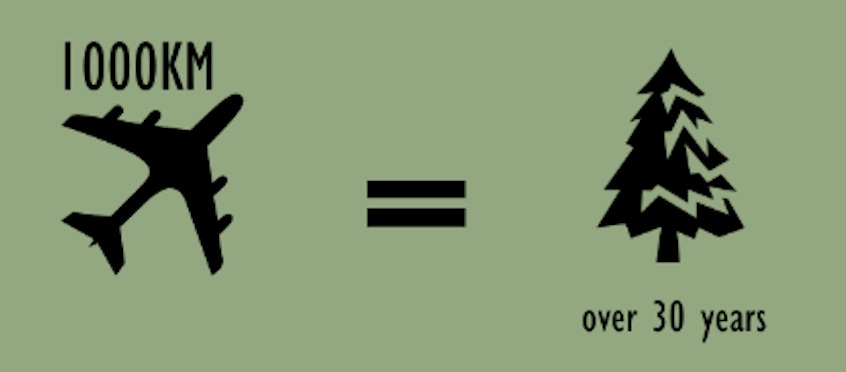 1000KM
=
over 30 years